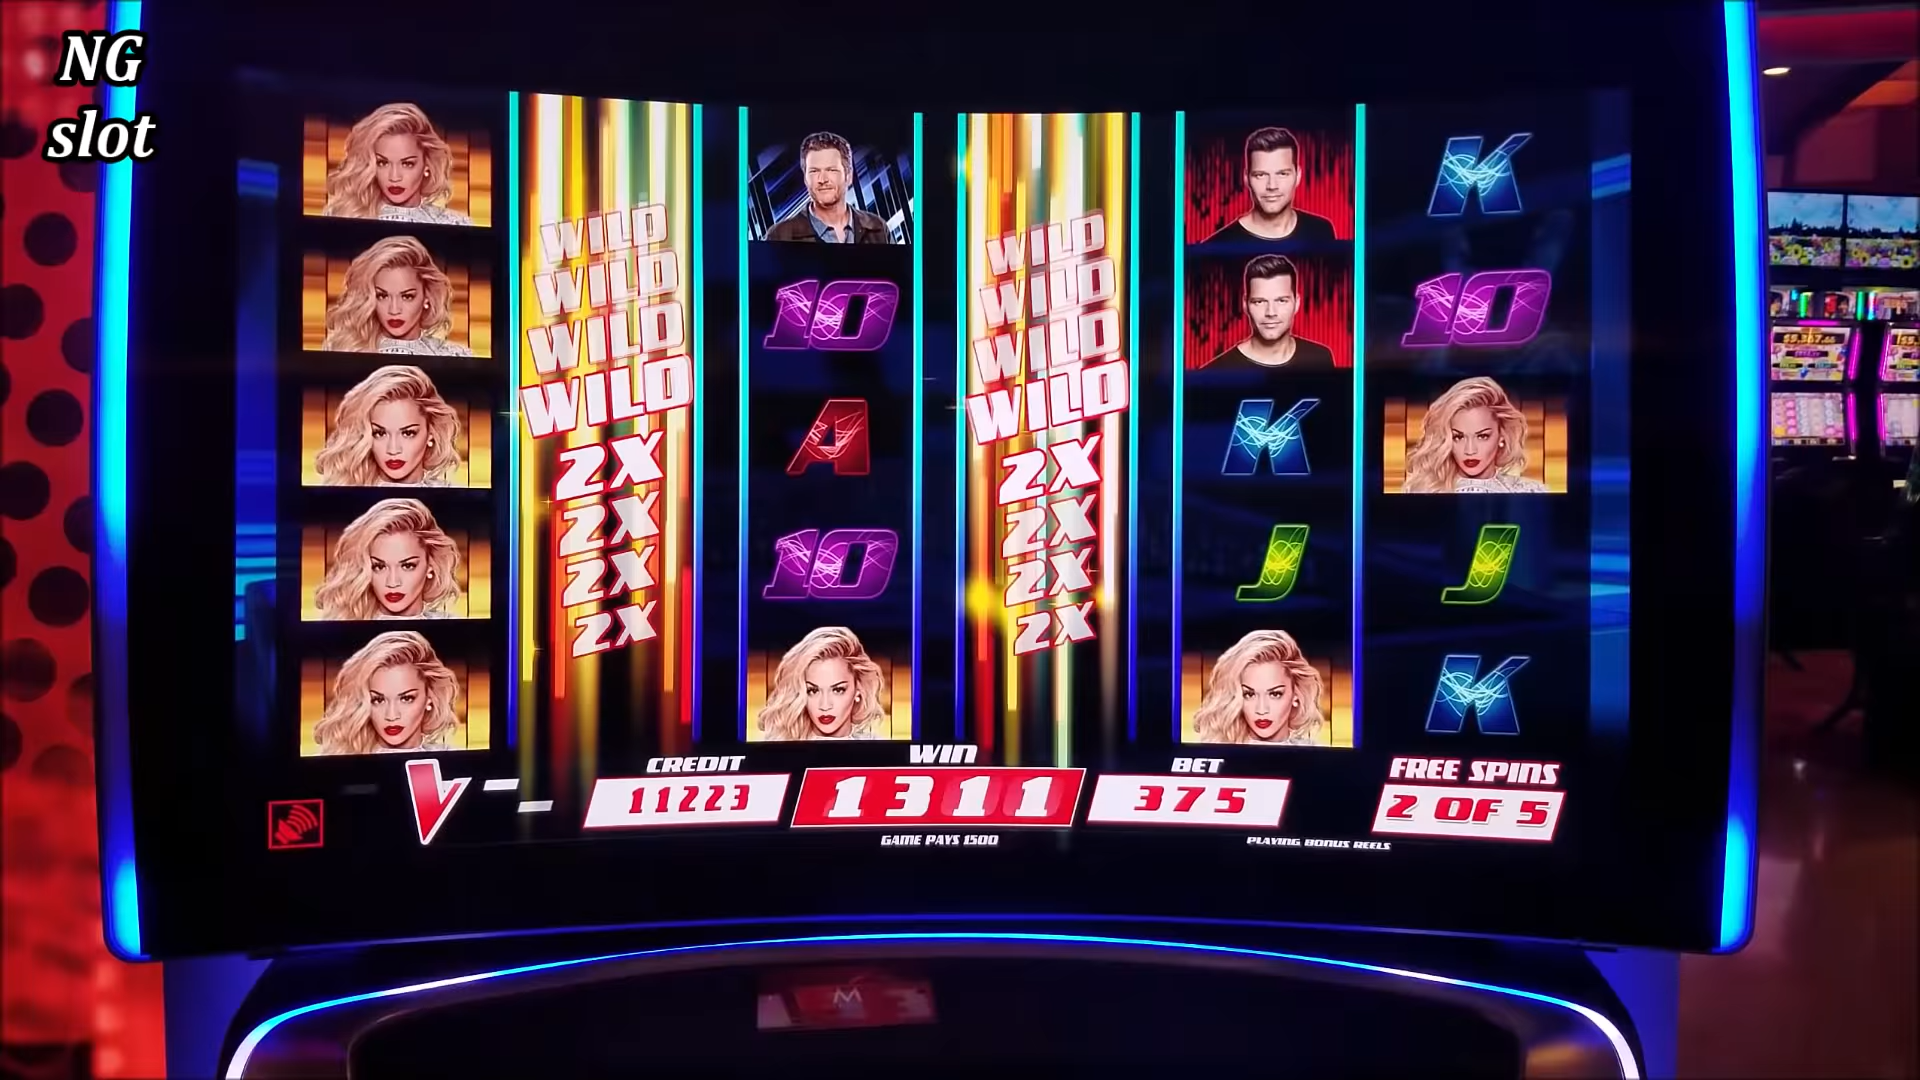 NG
slot
WILD
WILD
WILD
WILD
2X
2X
2X
2X
10
A
10
WILD
WILD
WILD
WILD
2X
2X
2X
2X
K
J
K
10
J
K
V
CREDIT
11223
WIN
1311
BET
375
FREE SPINS
2 OF 5
GAME PAYS 1500
PLAYING BONUS REELS
M